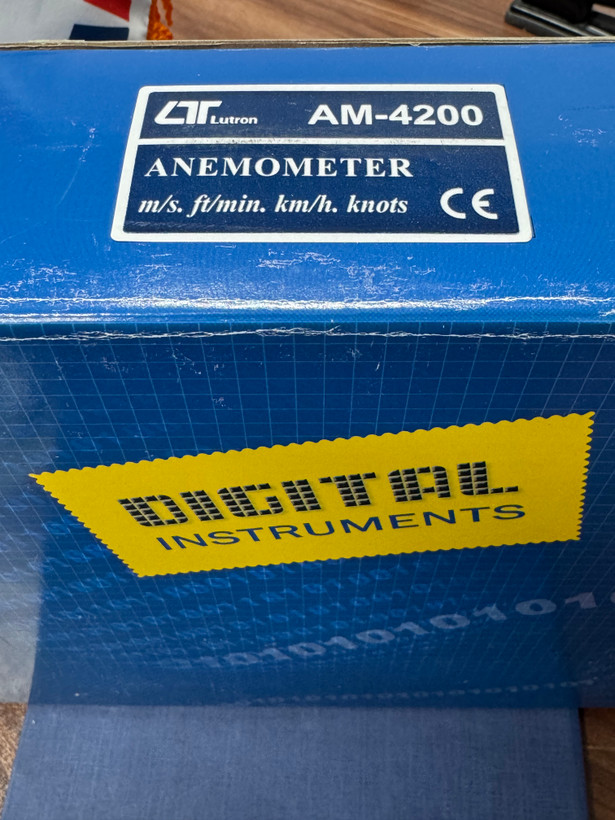 Lutron AM-4200
ANEMOMETER
m/s. ft/min. km/h. knots CE
DIGITAL
INSTRUMENTS